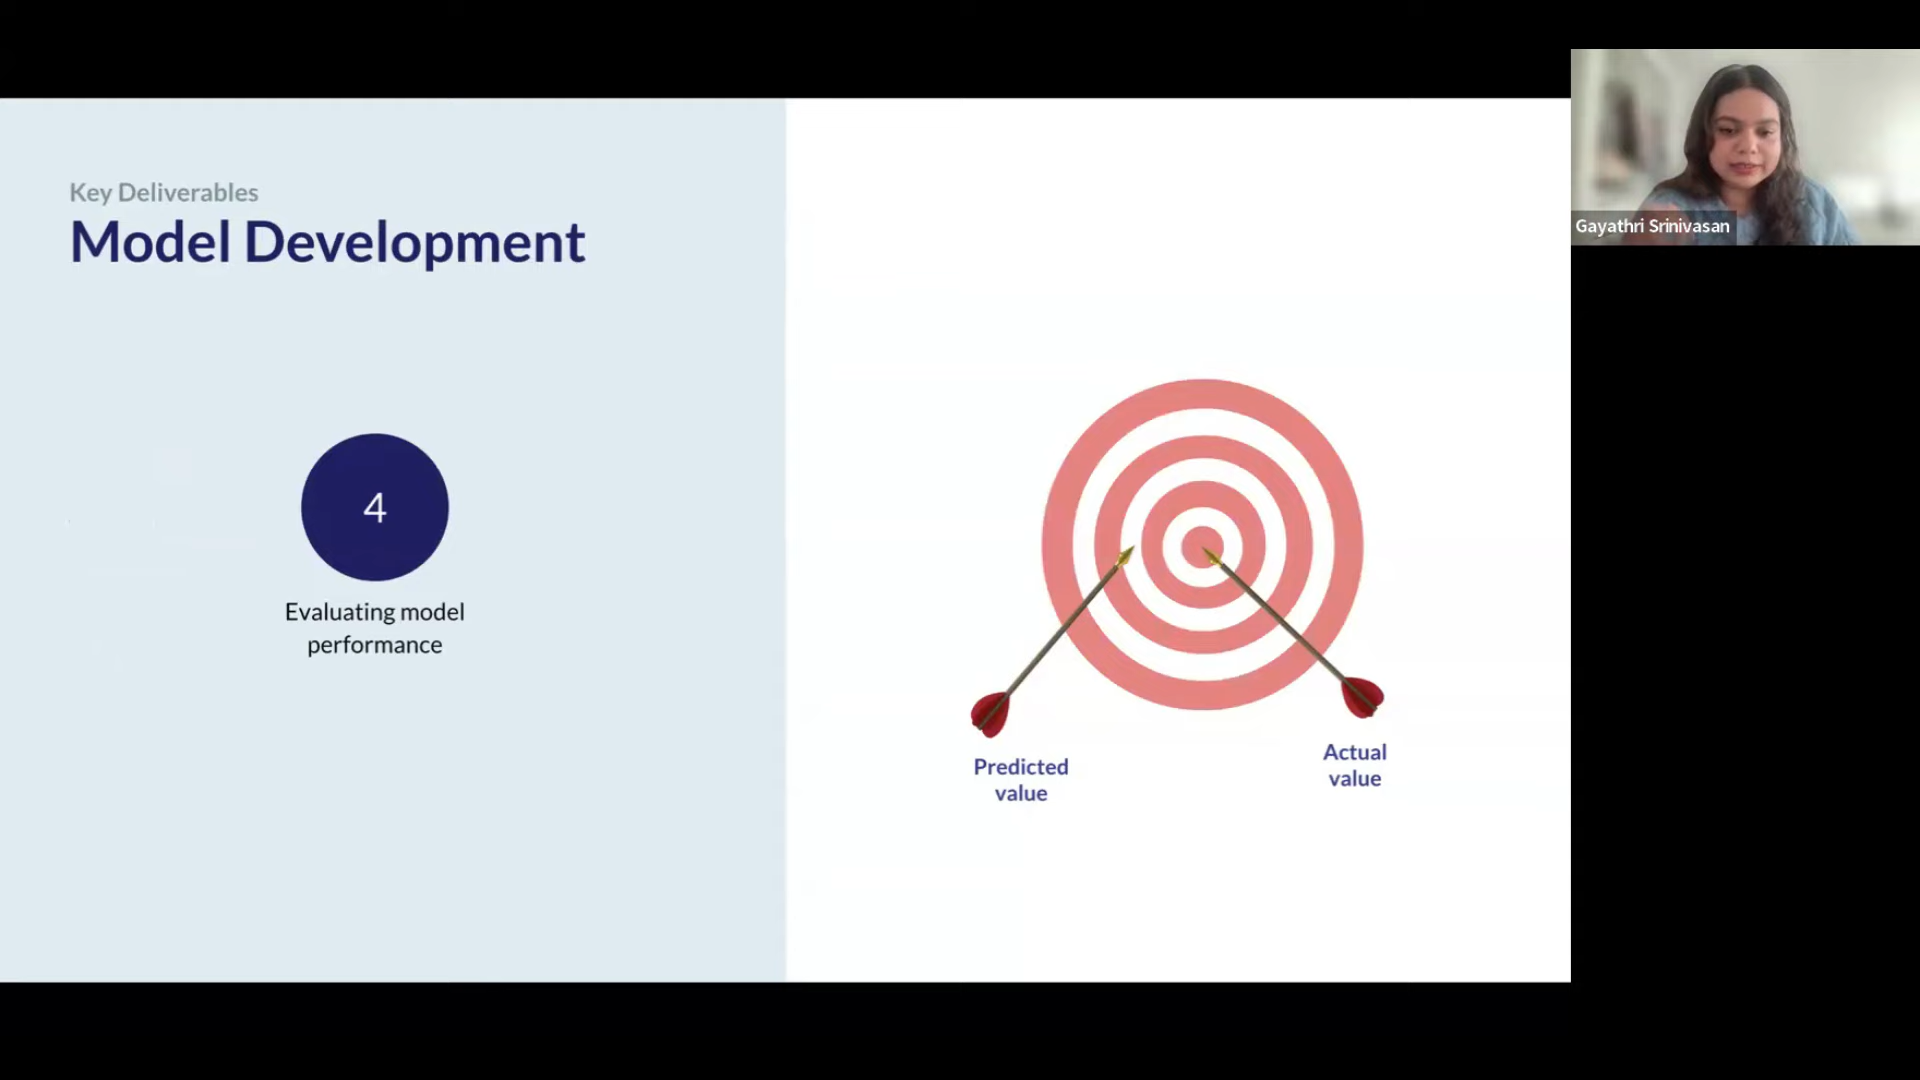 Key Deliverables
Model Development
4
Evaluating model
performance
Predicted
value
Actual
value
Gayathri Srinivasan